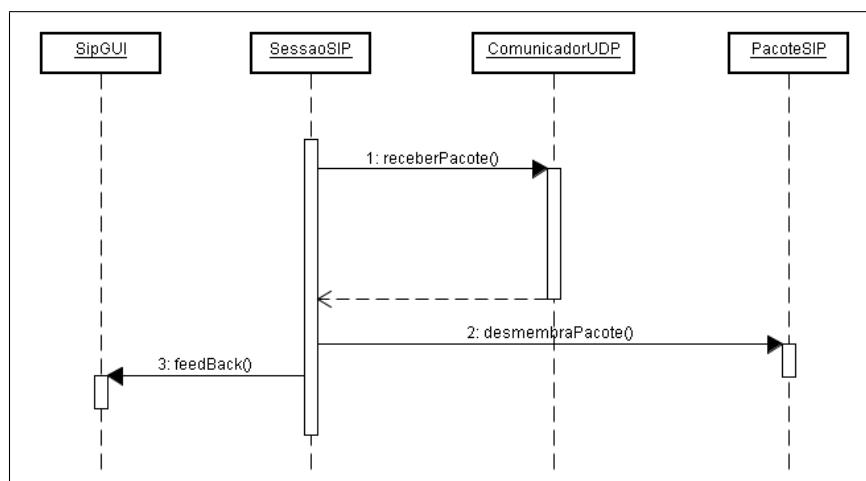 SipGUI
SessaoSIP
ComunicadorUDP
PacoteSIP
1: receberPacote()
2: desmembraPacote()
3: feedBack()